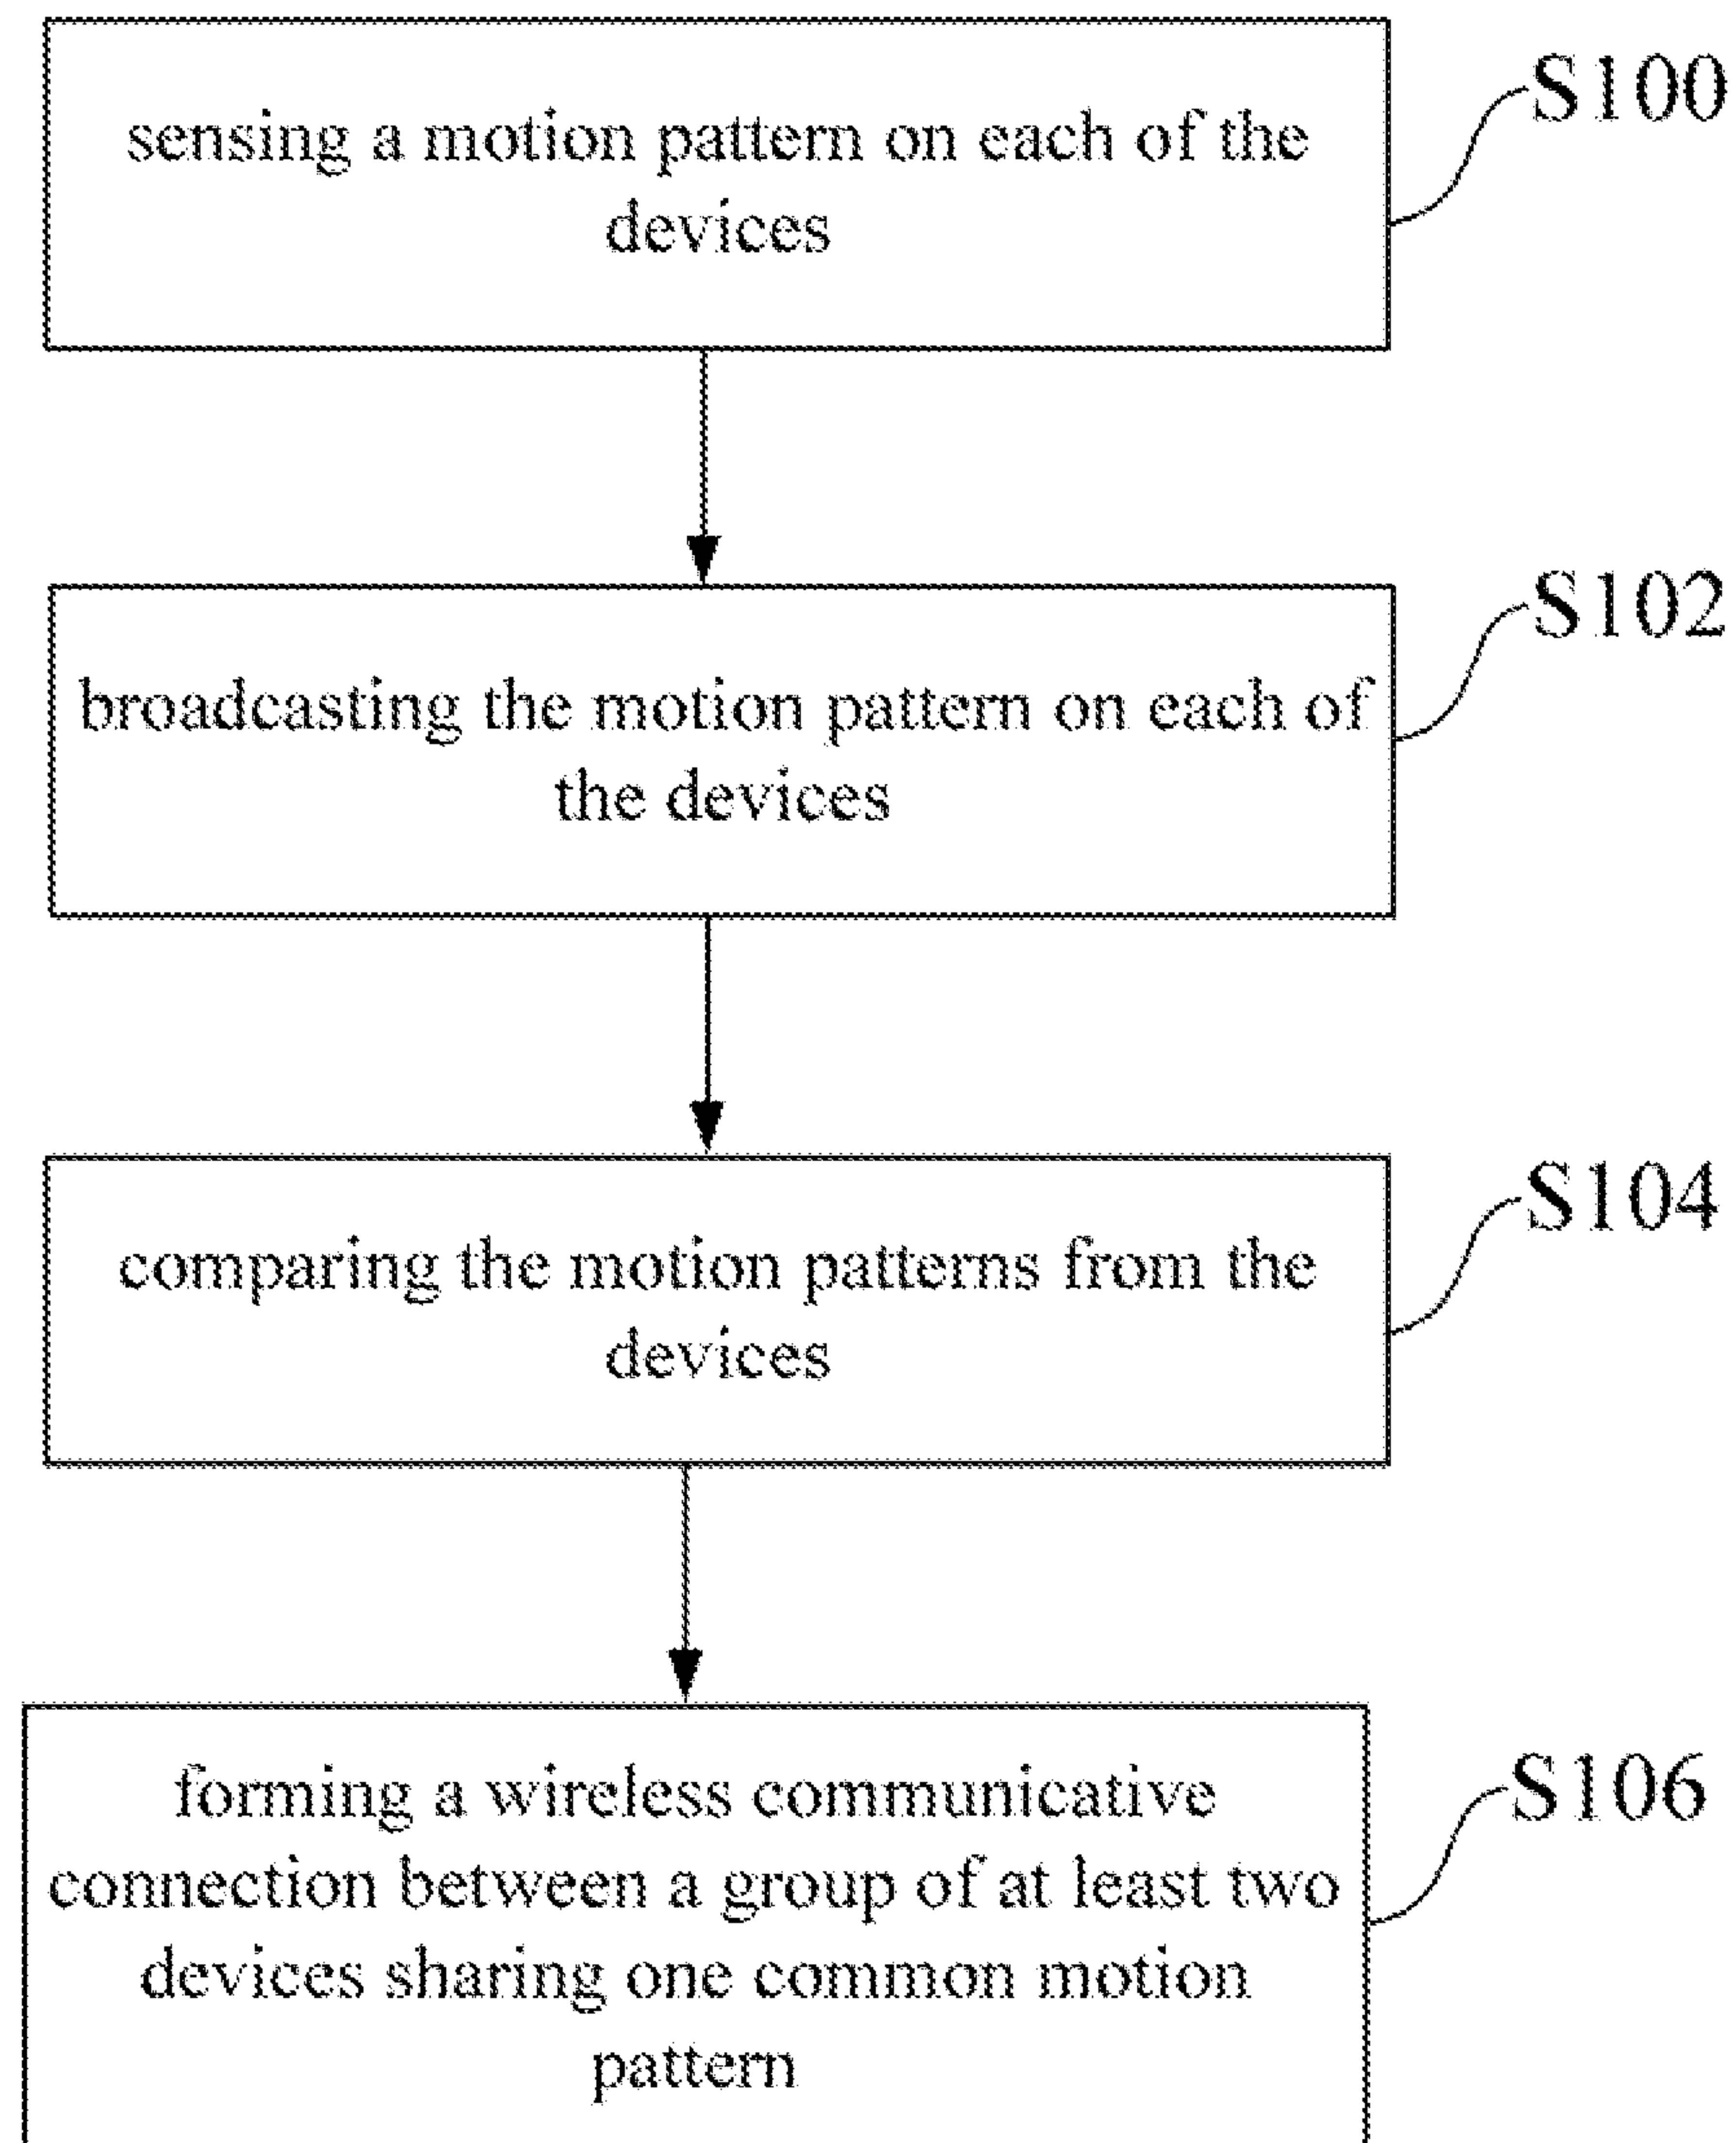 S100
sensing a motion pattern on each of the
devices
S102
broadcasting the motion pattern on each of
the devices
S104
comparing the motion patterns from the
devices
S106
forming a wireless communicative
connection between a group of at least two
devices sharing one common motion
pattern